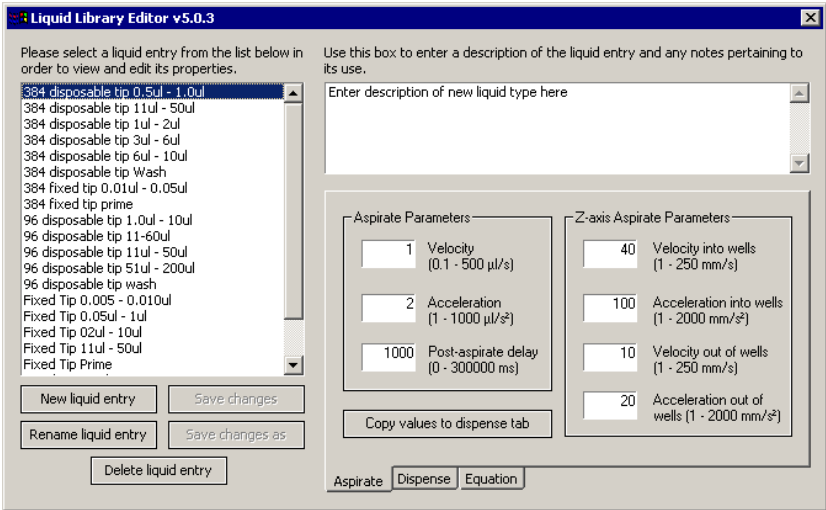 Liquid Library Editor v5.0.3
Please select a liquid entry from the list below in
order to view and edit its properties.
384 disposable tip 0.5ul - 1.0ul
384 disposable tip 11ul - 50ul
384 disposable tip 1ul - 2ul
384 disposable tip 3ul - 6ul
384 disposable tip 6ul - 10ul
384 disposable tip Wash
384 fixed tip 0.01ul - 0.05ul
384 fixed tip prime
96 disposable tip 1.0ul - 10ul
96 disposable tip 11-60ul
96 disposable tip 11ul - 50ul
96 disposable tip 51ul - 200ul
96 disposable tip wash
Fixed Tip 0.005 - 0.010ul
Fixed Tip 0.05ul - 1ul
Fixed Tip 02ul - 10ul
Fixed Tip 11ul - 50ul
Fixed Tip Prime
New liquid entry
Save changes
Rename liquid entry
Save changes as
Delete liquid entry
Use this box to enter a description of the liquid entry and any notes pertaining to
its use.
Enter description of new liquid type here
Aspirate Parameters
1 Velocity
(0.1 - 500 µl/s)
2 Acceleration
(1 - 1000 µl/s²)
1000 Post-aspirate delay
(0 - 300000 ms)
Copy values to dispense tab
Z-axis Aspirate Parameters
40 Velocity into wells
(1 - 250 mm/s)
100 Acceleration into wells
(1 - 2000 mm/s²)
10 Velocity out of wells
(1 - 250 mm/s)
20 Acceleration out of
wells (1 - 2000 mm/s²)
Aspirate Dispense Equation